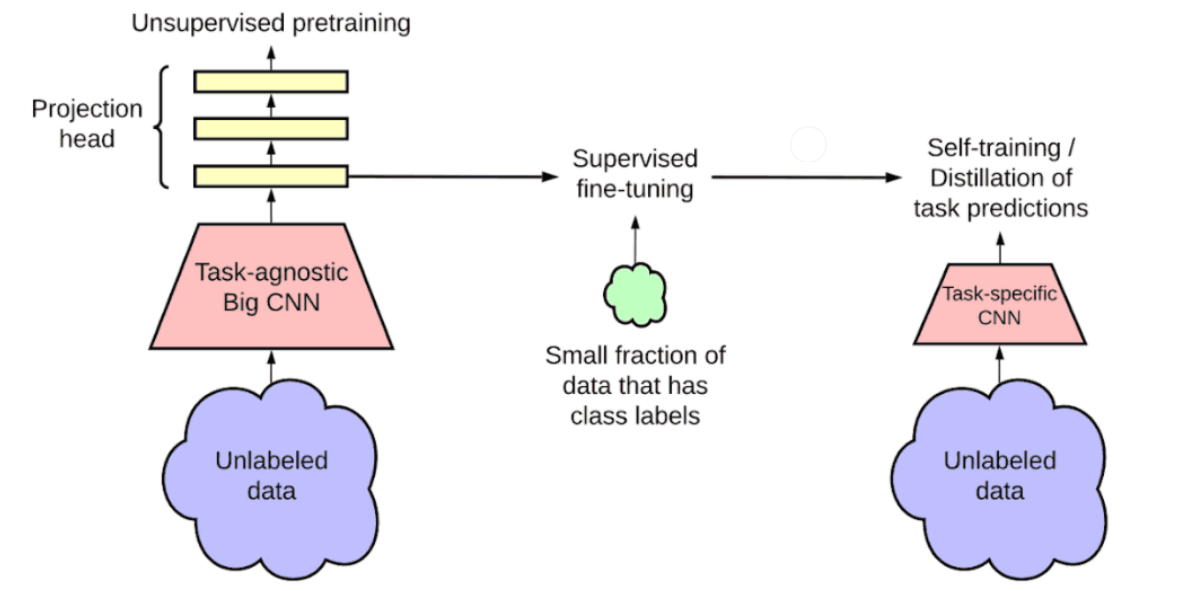 Unsupervised pretraining
Projection
head
Task-agnostic
Big CNN
Unlabeled
data
Supervised
fine-tuning
Small fraction of
data that has
class labels
Self-training /
Distillation of
task predictions
Task-specific
CNN
Unlabeled
data